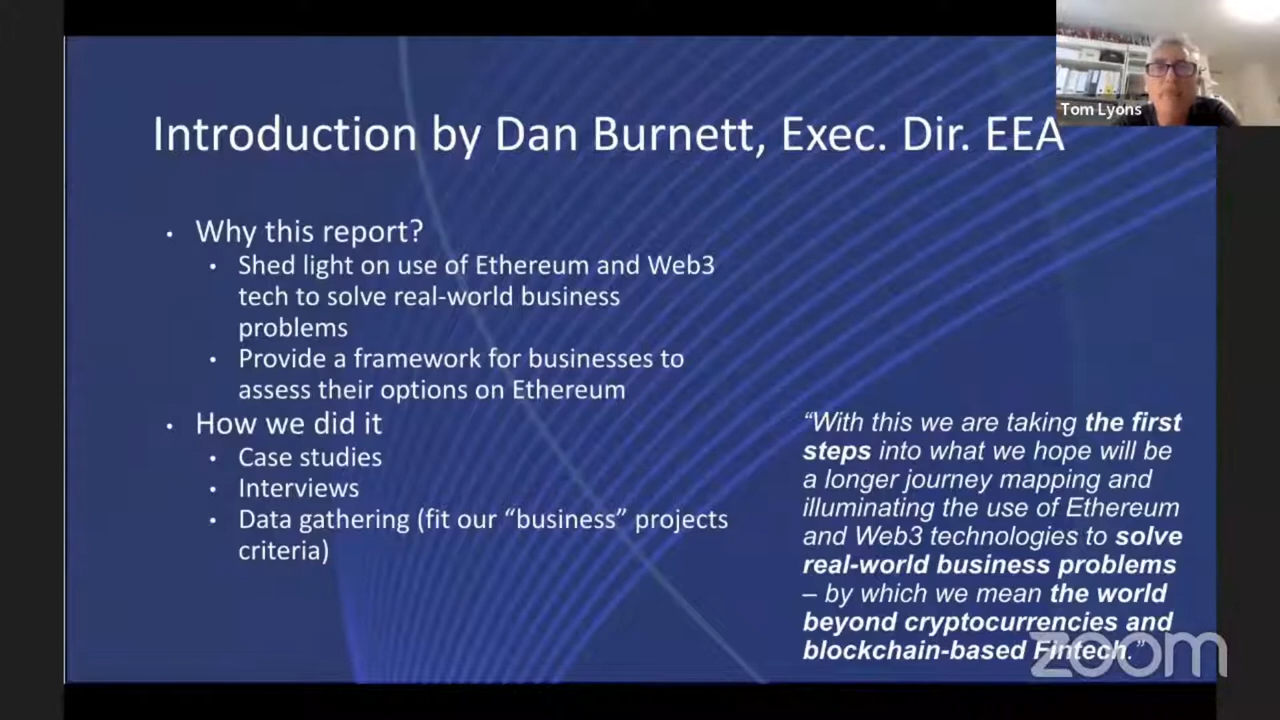 Tom Lyons
Introduction by Dan Burnett, Exec. Dir. EEA
• Why this report?
• Shed light on use of Ethereum and Web3
tech to solve real-world business
problems
• Provide a framework for businesses to
assess their options on Ethereum
• How we did it
• Case studies
• Interviews
• Data gathering (fit our “business” projects
criteria)
“With this we are taking the first
steps into what we hope will be
a longer journey mapping and
illuminating the use of Ethereum
and Web3 technologies to solve
real-world business problems
– by which we mean the world
beyond cryptocurrencies and
blockchain-based Fintech.”
zoom